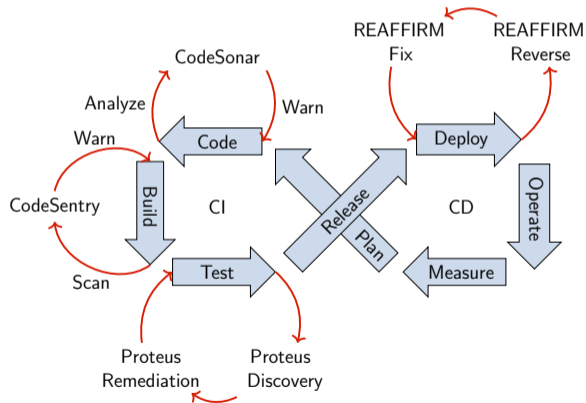 REAFFIRM
Fix
REAFFIRM
Reverse
CodeSonar
Analyze
Warn
Code
Deploy
Warn
Build
CodeSentry
CI
Release
Plan
CD
Operate
Scan
Test
Measure
Proteus
Remediation
Proteus
Discovery